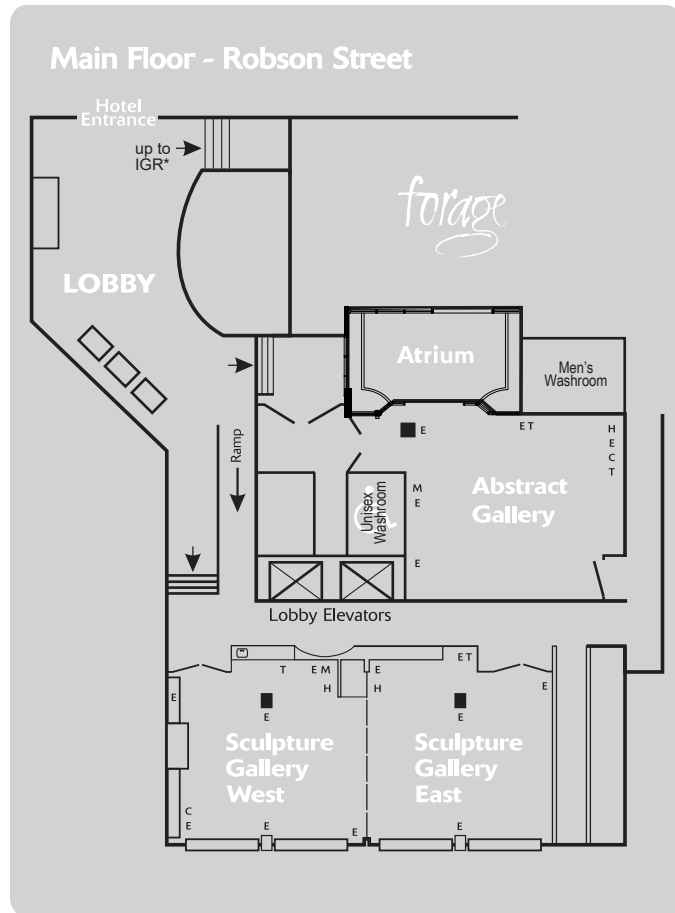 Main Floor - Robson Street
Hotel
Entrance
up to
IGR*
forage
LOBBY
Atrium
Men's
Washroom
E
ET
H
E
C
T
Ramp
M
E
Abstract
Gallery
Unisex
Washroom
E
Lobby Elevators
T
E M
H
E
H
ET
E
E
E
E
Sculpture
Gallery
West
Sculpture
Gallery
East
C
E
E
E
E